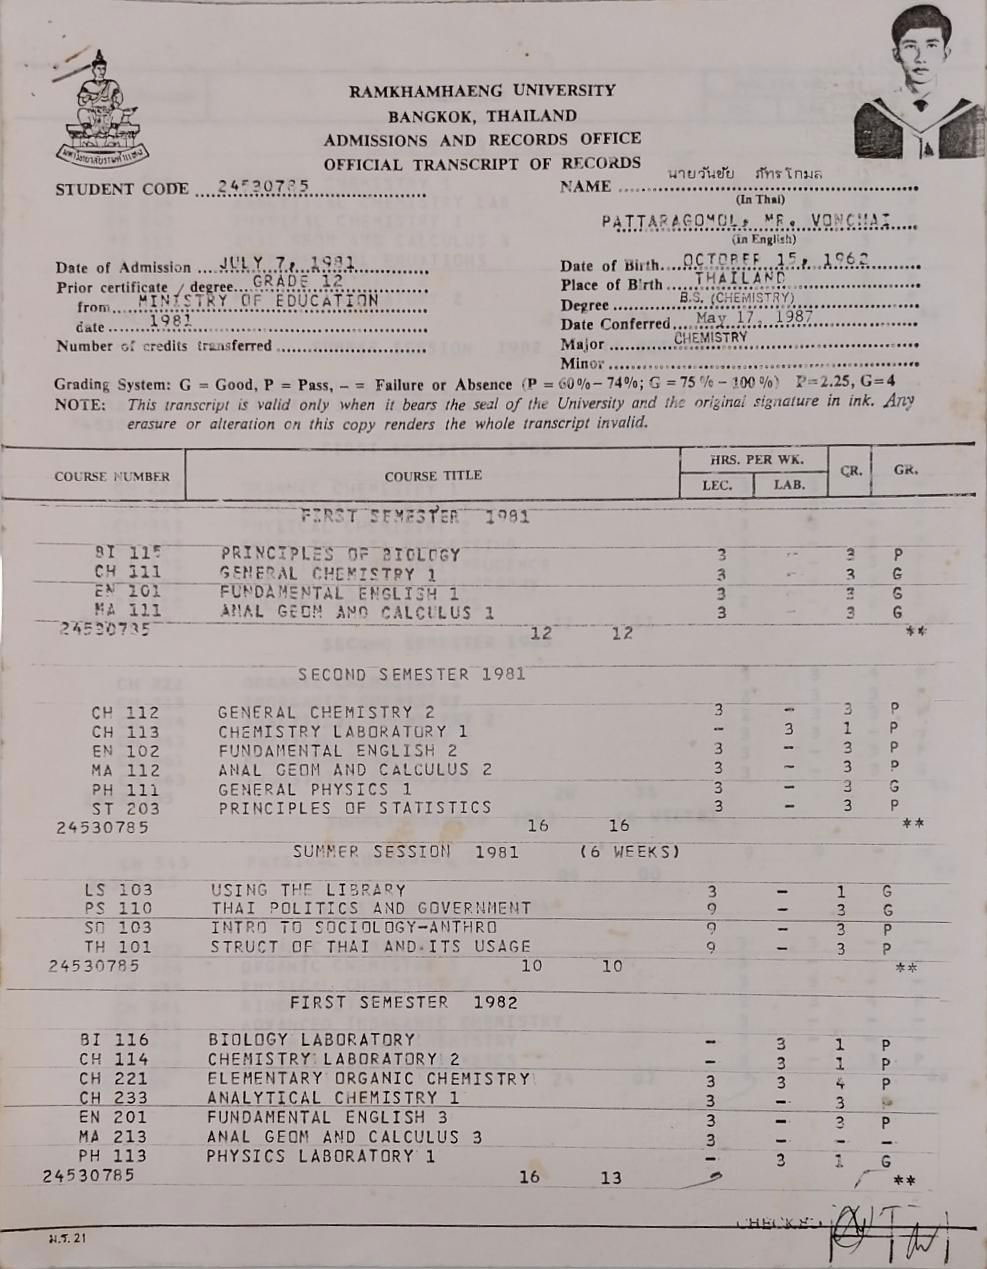 RAMKHAMHAENG UNIVERSITY
BANGKOK, THAILAND
ADMISSIONS AND RECORDS OFFICE
OFFICIAL TRANSCRIPT OF RECORDS
STUDENT CODE 24530785
NAME นายวันชัย ภัทรโกมล
(In Thai)
PATTARAGOMOL, MR. VONCHAI
(in English)
Date of Admission JULY 7, 1981
Prior certificate / degree GRADE 12
from MINISTRY OF EDUCATION
date 1981
Number of credits transferred
Date of Birth OCTOBER 15, 1962
Place of Birth THAILAND
Degree B.S. (CHEMISTRY)
Date Conferred May 17, 1987
Major CHEMISTRY
Minor
Grading System: G = Good, P = Pass, – = Failure or Absence (P = 60%–74%; G = 75%–100%) P=2.25, G=4
NOTE: This transcript is valid only when it bears the seal of the University and the original signature in ink. Any
erasure or alteration on this copy renders the whole transcript invalid.
COURSE NUMBER COURSE TITLE HRS. PER WK. LEC. LAB. CR. GR.
FIRST SEMESTER 1981
BI 115 PRINCIPLES OF BIOLOGY 3 - 3 P
CH 111 GENERAL CHEMISTRY 1 3 - 3 G
EN 101 FUNDAMENTAL ENGLISH 1 3 3 G
MA 111 ANAL GEOM AND CALCULUS 1 3 - 3 G
24530785 12 12 **
SECOND SEMESTER 1981
CH 112 GENERAL CHEMISTRY 2 3 - 3 P
CH 113 CHEMISTRY LABORATORY 1 - 3 1 P
EN 102 FUNDAMENTAL ENGLISH 2 3 - 3 P
MA 112 ANAL GEOM AND CALCULUS 2 3 - 3 P
PH 111 GENERAL PHYSICS 1 3 - 3 G
ST 203 PRINCIPLES OF STATISTICS 3 - 3 P
24530785 16 16 **
SUMMER SESSION 1981 (6 WEEKS)
LS 103 USING THE LIBRARY 3 - 1 G
PS 110 THAI POLITICS AND GOVERNMENT 9 - 3 G
SO 103 INTRO TO SOCIOLOGY-ANTHRO 9 - 3 P
TH 101 STRUCT OF THAI AND ITS USAGE 9 - 3 P
24530785 10 10 **
FIRST SEMESTER 1982
BI 116 BIOLOGY LABORATORY - 3 1 P
CH 114 CHEMISTRY LABORATORY 2 - 3 1 P
CH 221 ELEMENTARY ORGANIC CHEMISTRY 3 3 4 P
CH 233 ANALYTICAL CHEMISTRY 1 3 - 3
EN 201 FUNDAMENTAL ENGLISH 3 3 - 3 P
MA 213 ANAL GEOM AND CALCULUS 3 3 - - -
PH 113 PHYSICS LABORATORY 1 - 3 1 G
24530785 16 13 **
CHECKED
ม.ร. 21